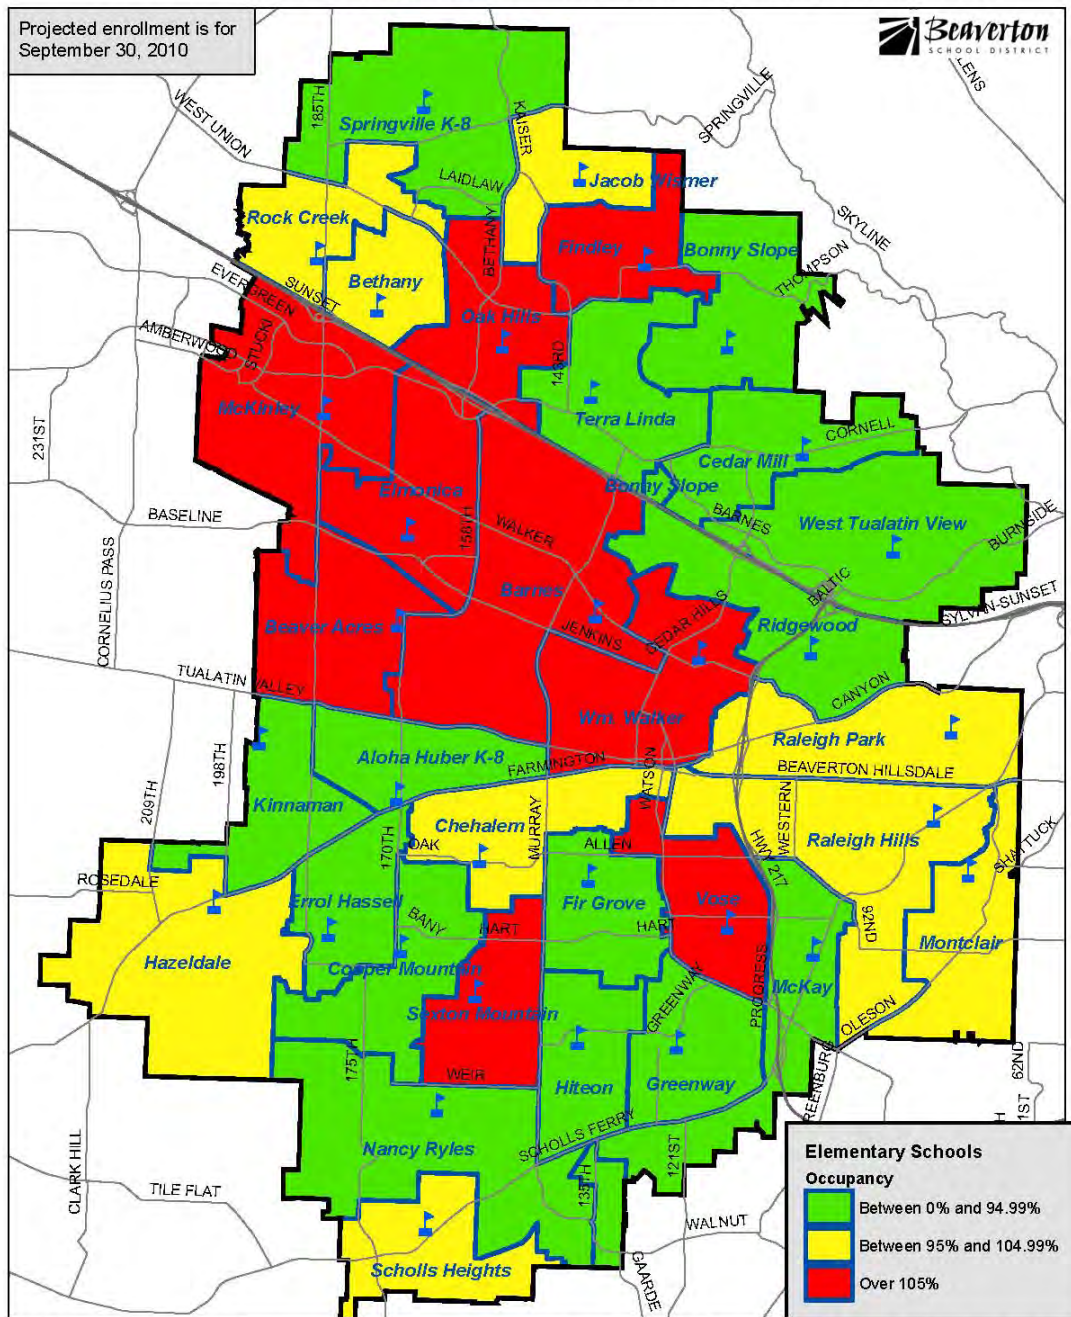 Projected enrollment is for
September 30, 2010
Beaverton
SCHOOL DISTRICT
SPRINGVILLE
WEST UNION
185TH
KAISER
Springville K-8
LAIDLAW
Jacob Wismer
SKYLINE
Rock Creek
BETHANY
Findley
Bonny Slope
THOMPSON
EVERGREEN
SUNSET
Bethany
Oak Hills
AMBERWOOD
STUCKI
143RD
McKinley
Terra Linda
CORNELL
231ST
Cedar Mill
Elmonica
Bonny Slope
BASELINE
158TH
WALKER
BARNES
West Tualatin View
BURNSIDE
CORNELIUS PASS
Barnes
BALTIC
SYLVAN-SUNSET
Beaver Acres
JENKINS
CEDAR HILLS
Ridgewood
TUALATIN VALLEY
CANYON
Wm. Walker
Raleigh Park
198TH
Aloha Huber K-8
FARMINGTON
WATSON
BEAVERTON HILLSDALE
209TH
Kinnaman
WESTERN
Chehalem
MURRAY
Raleigh Hills
SHATTUCK
170TH
OAK
ALLEN
HWY 217
ROSEDALE
Errol Hassell
Fir Grove
Vose
92ND
BANY
HART
HART
Montclair
Hazeldale
Cooper Mountain
PROGRESS
McKay
Sexton Mountain
GREENWAY
OLESON
175TH
WEIR
Hiteon
Greenway
62ND
Nancy Ryles
SCHOLLS FERRY
CLARK HILL
TILE FLAT
135TH
121ST
WALNUT
Scholls Heights
GAARDE
Elementary Schools
Occupancy
Between 0% and 94.99%
Between 95% and 104.99%
Over 105%